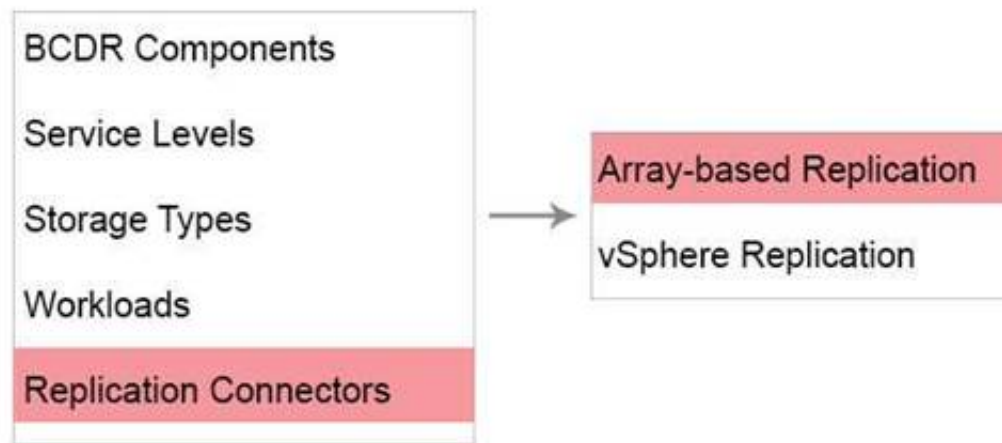 BCDR Components
Service Levels
Storage Types
Workloads
Replication Connectors
Array-based Replication
vSphere Replication